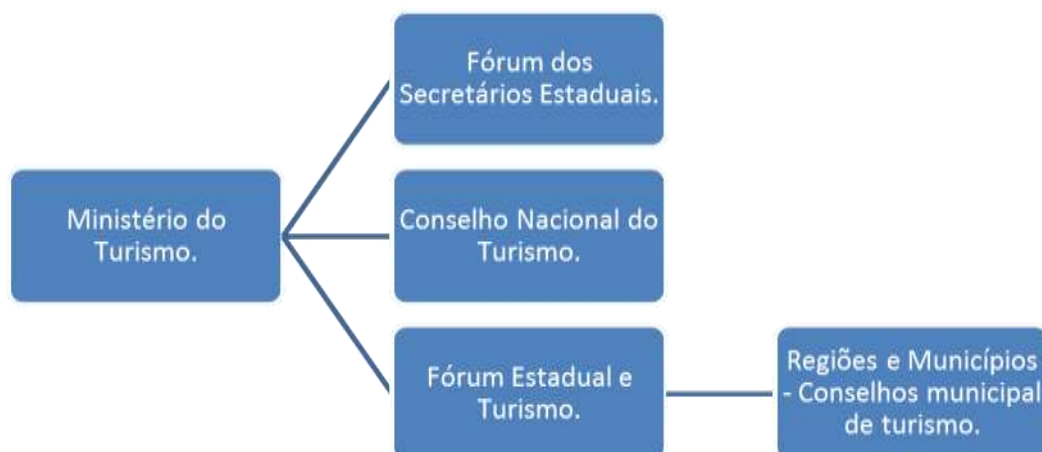 Fórum dos
Secretários Estaduais.
Ministério do
Turismo.
Conselho Nacional do
Turismo.
Fórum Estadual e
Turismo.
Regiões e Municípios
- Conselhos municipal
de turismo.